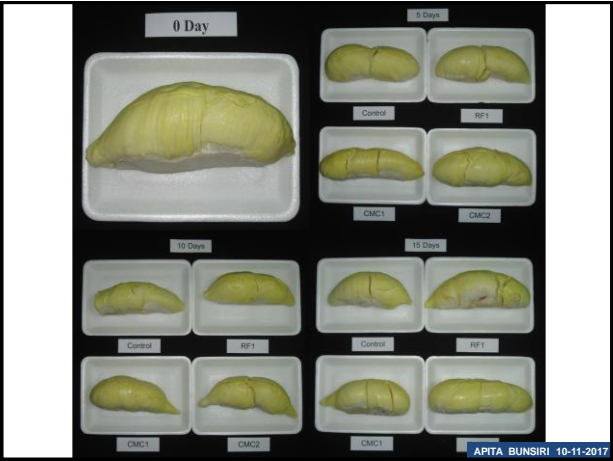 0 Day
5 Days
Control
RF1
CMC1
CMC2
10 Days
Control
RF1
CMC1
CMC2
15 Days
Control
RF1
CMC1
APITA BUNSIRI 10-11-2017